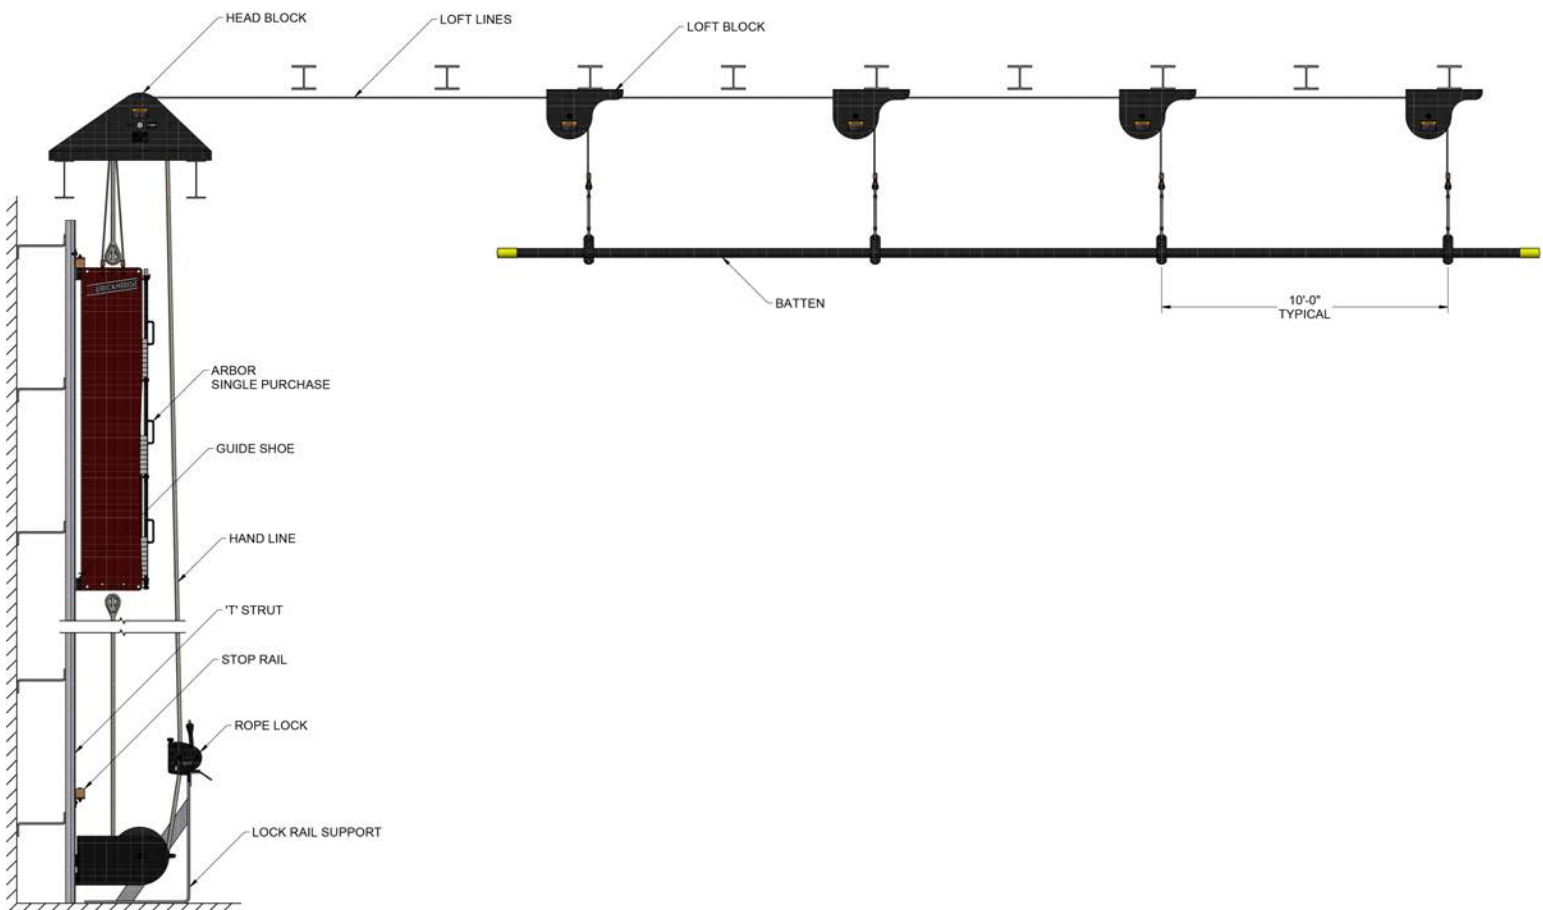 HEAD BLOCK
LOFT LINES
LOFT BLOCK
BATTEN
10'-0"
TYPICAL
ARBOR
SINGLE PURCHASE
GUIDE SHOE
HAND LINE
'T' STRUT
STOP RAIL
ROPE LOCK
LOCK RAIL SUPPORT